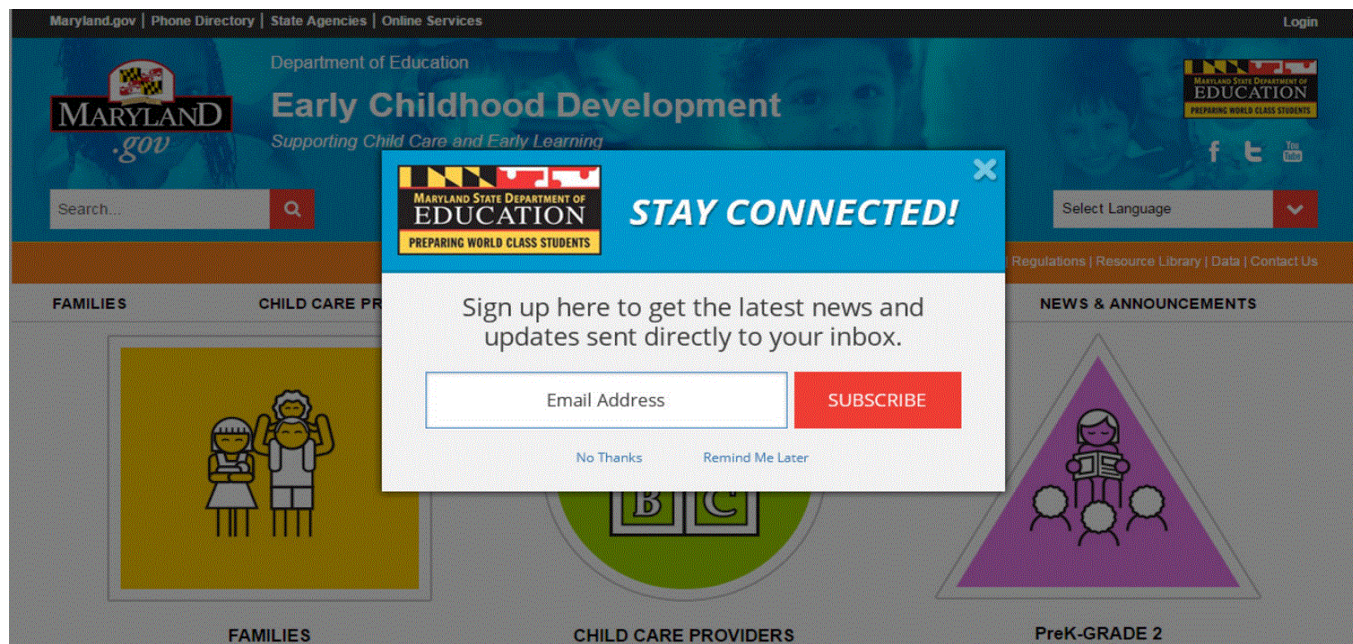 Maryland.gov | Phone Directory | State Agencies | Online Services
Login
MARYLAND
.gov
Department of Education
Early Childhood Development
Supporting Child Care and Early Learning
MARYLAND STATE DEPARTMENT OF
EDUCATION
PREPARING WORLD CLASS STUDENTS
f
You
Tube
Search...
Select Language
| Regulations | Resource Library | Data | Contact Us
FAMILIES
CHILD CARE PR
NEWS & ANNOUNCEMENTS
MARYLAND STATE DEPARTMENT OF
EDUCATION
PREPARING WORLD CLASS STUDENTS
STAY CONNECTED!
Sign up here to get the latest news and
updates sent directly to your inbox.
Email Address
SUBSCRIBE
No Thanks
Remind Me Later
B C
FAMILIES
CHILD CARE PROVIDERS
PreK-GRADE 2